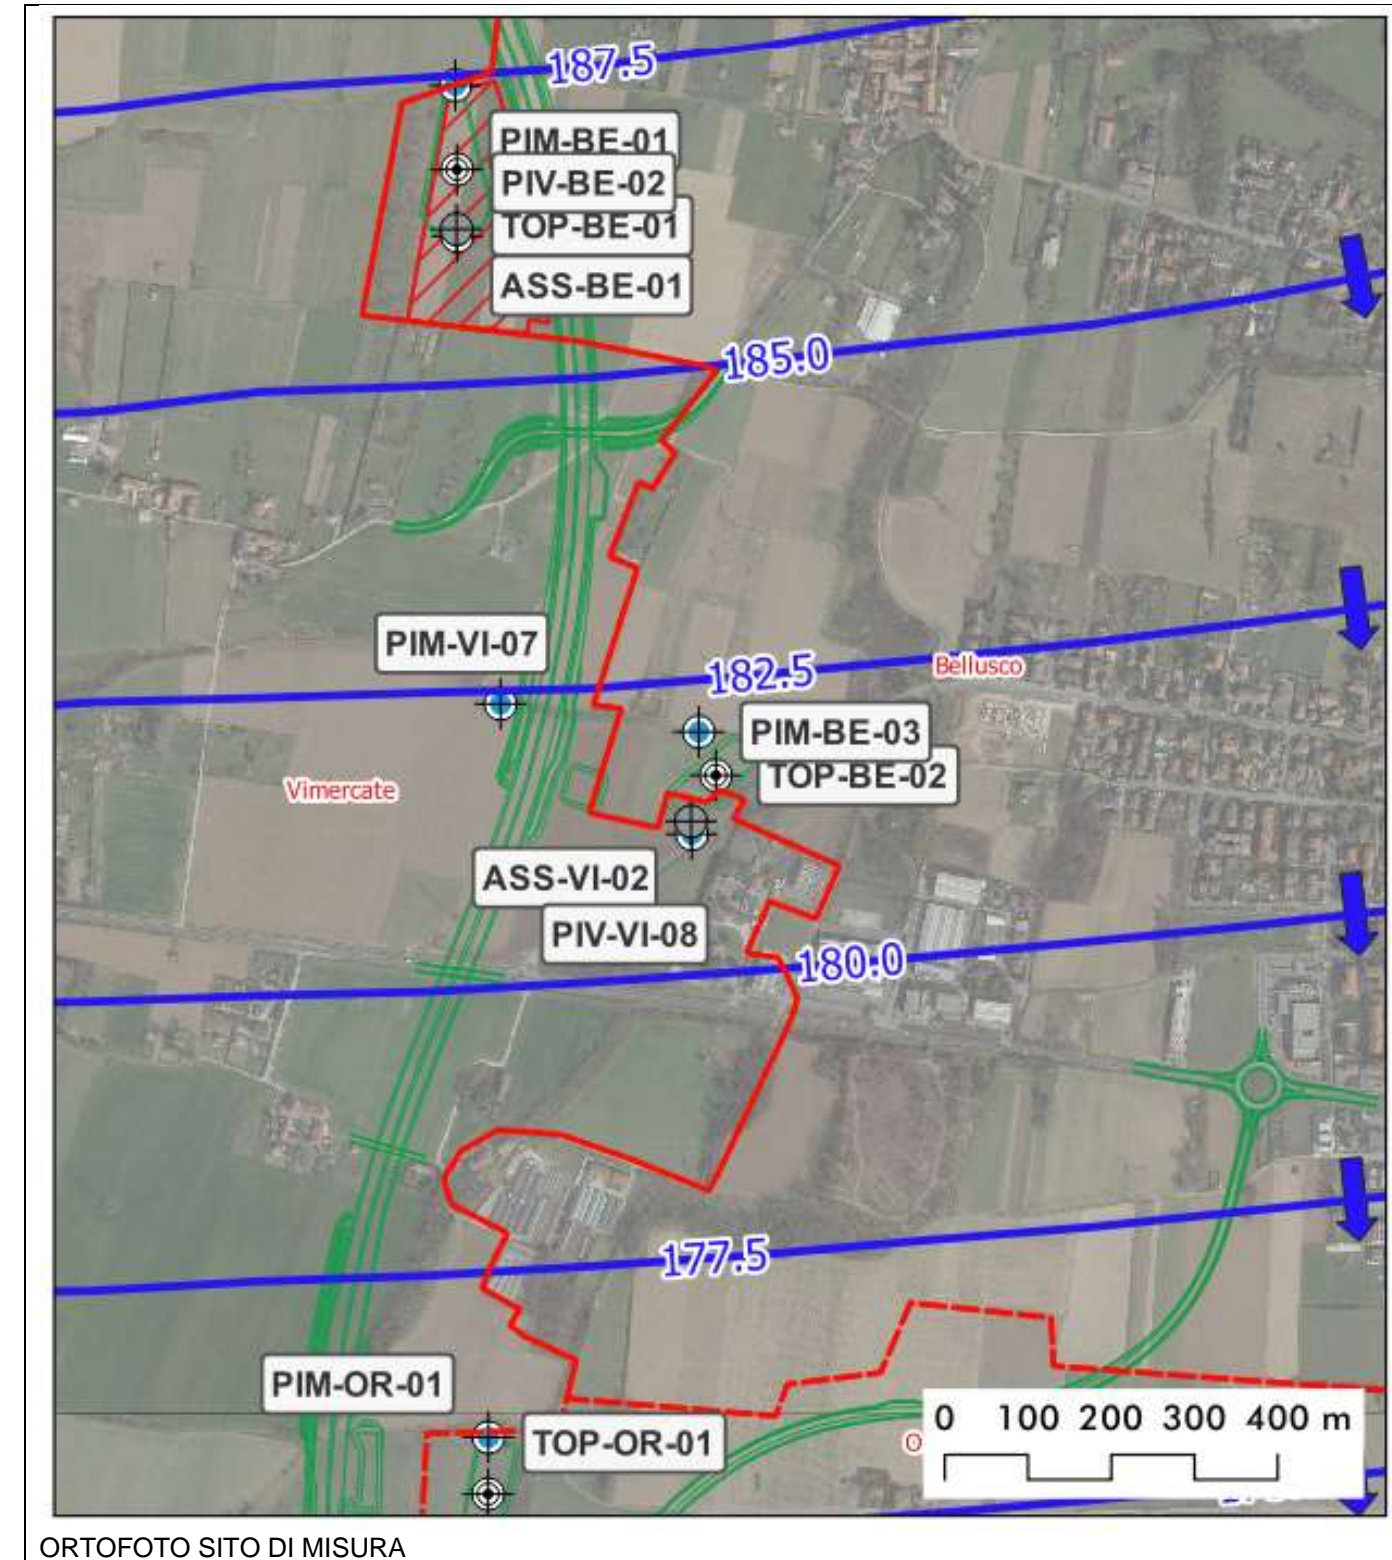 187.5
PIM-BE-01
PIV-BE-02
TOP-BE-01
ASS-BE-01
185.0
PIM-VI-07
182.5
Bellusco
PIM-BE-03
TOP-BE-02
Vimercate
ASS-VI-02
PIV-VI-08
180.0
177.5
PIM-OR-01
TOP-OR-01
O
0 100 200 300 400 m
ORTOFOTO SITO DI MISURA